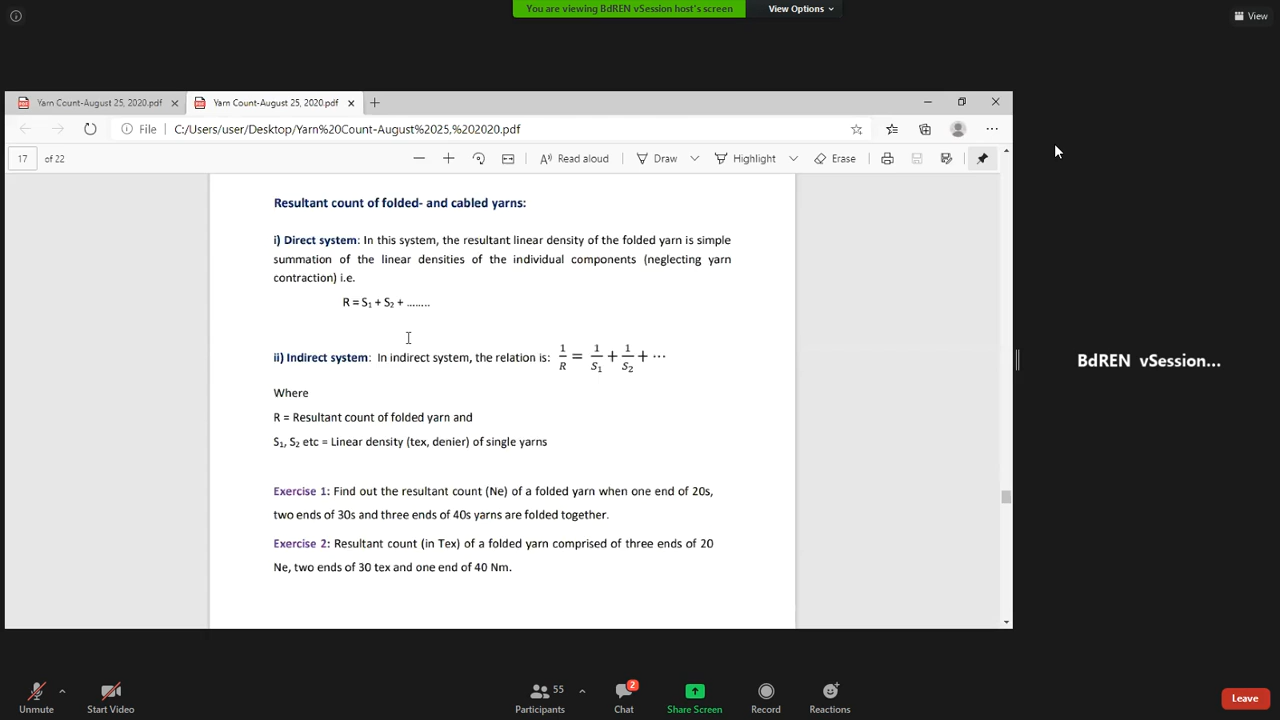 You are viewing BdREN vSession host's screen
View Options
View
Yarn Count-August 25, 2020.pdf
Yarn Count-August 25, 2020.pdf
File
C:/Users/user/Desktop/Yarn%20Count-August%2025,%202020.pdf
17 of 22
Read aloud
Draw
Highlight
Erase
Resultant count of folded- and cabled yarns:
i) Direct system: In this system, the resultant linear density of the folded yarn is simple
summation of the linear densities of the individual components (neglecting yarn
contraction) i.e.
R = S₁ + S₂ + ........
ii) Indirect system: In indirect system, the relation is: 1/R = 1/S₁ + 1/S₂ + ⋯
Where
R = Resultant count of folded yarn and
S₁, S₂ etc = Linear density (tex, denier) of single yarns
Exercise 1: Find out the resultant count (Ne) of a folded yarn when one end of 20s,
two ends of 30s and three ends of 40s yarns are folded together.
Exercise 2: Resultant count (in Tex) of a folded yarn comprised of three ends of 20
Ne, two ends of 30 tex and one end of 40 Nm.
BdREN vSession...
Unmute
Start Video
55
Participants
2
Chat
Share Screen
Record
Reactions
Leave